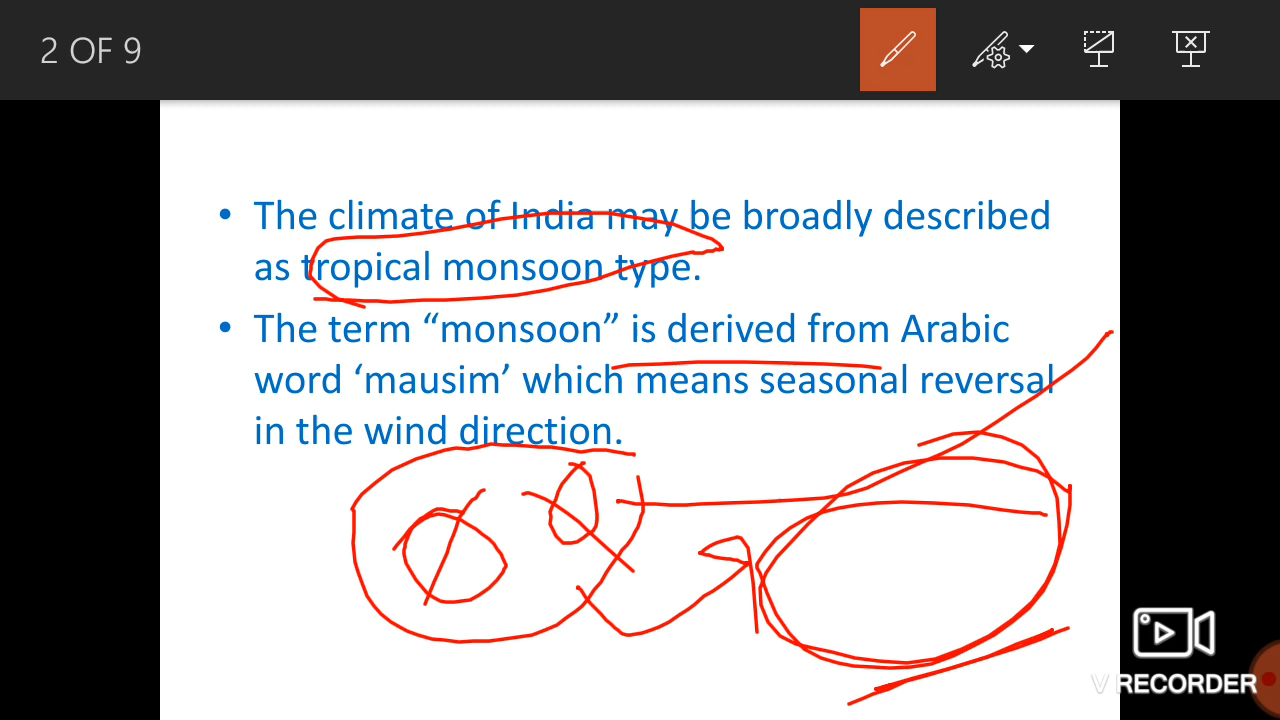 2 OF 9
• The climate of India may be broadly described
as tropical monsoon type.
• The term “monsoon” is derived from Arabic
word ‘mausim’ which means seasonal reversal
in the wind direction.
V RECORDER